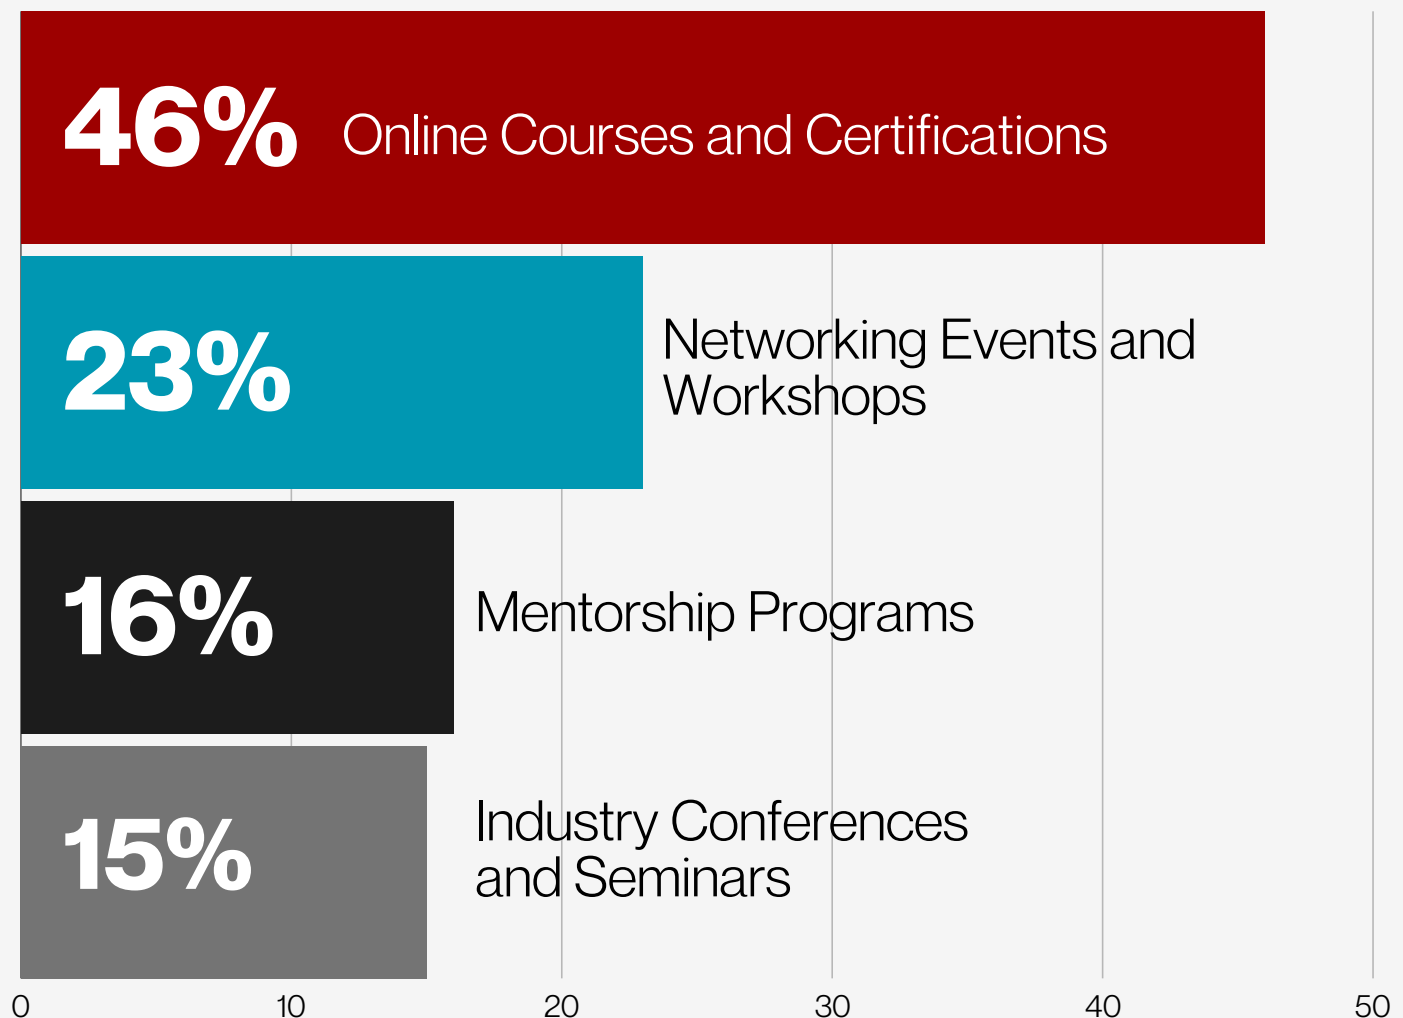 46% Online Courses and Certifications
23% Networking Events and
Workshops
16% Mentorship Programs
15% Industry Conferences
and Seminars
0 10 20 30 40 50